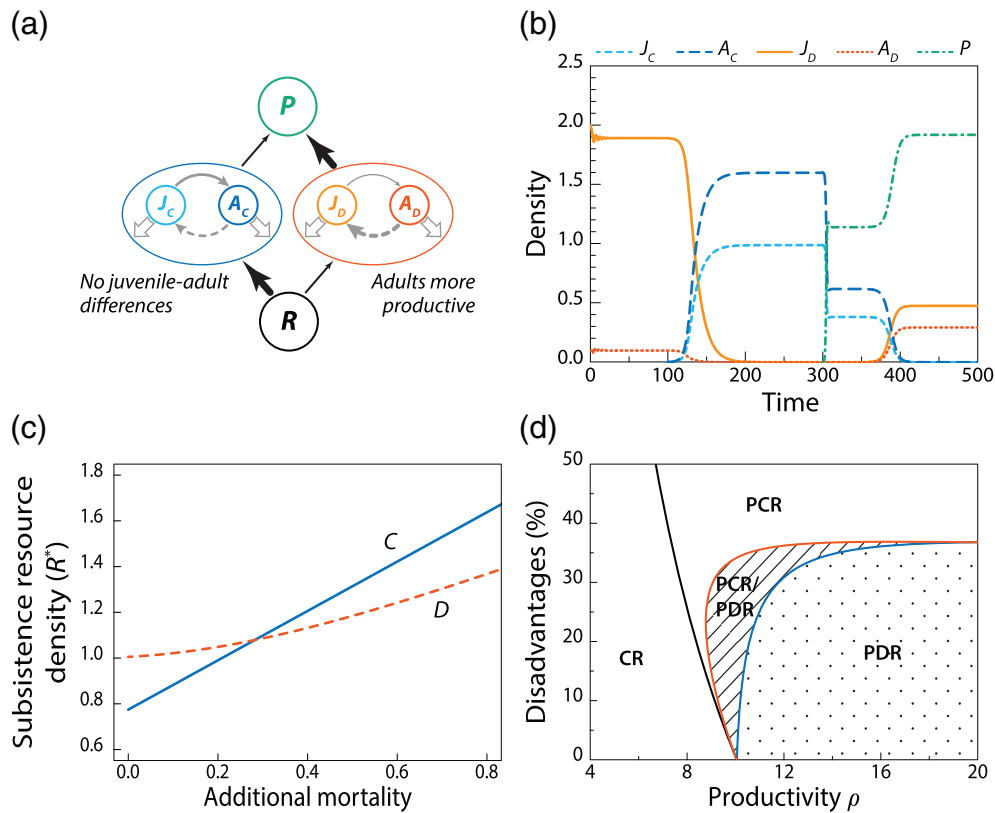 (a)
P
J_C
A_C
J_D
A_D
No juvenile-adult
differences
Adults more
productive
R
(b)
J_C
A_C
J_D
A_D
P
2.5
2.0
1.5
1.0
0.5
0.0
Density
0
100
200
300
400
500
Time
(c)
1.8
1.6
1.4
1.2
1.0
0.8
0.6
Subsistence resource
density (R*)
C
D
0.0
0.2
0.4
0.6
0.8
Additional mortality
(d)
50
40
30
20
10
0
Disadvantages (%)
PCR
PCR/
PDR
CR
PDR
4
8
12
16
20
Productivity ρ